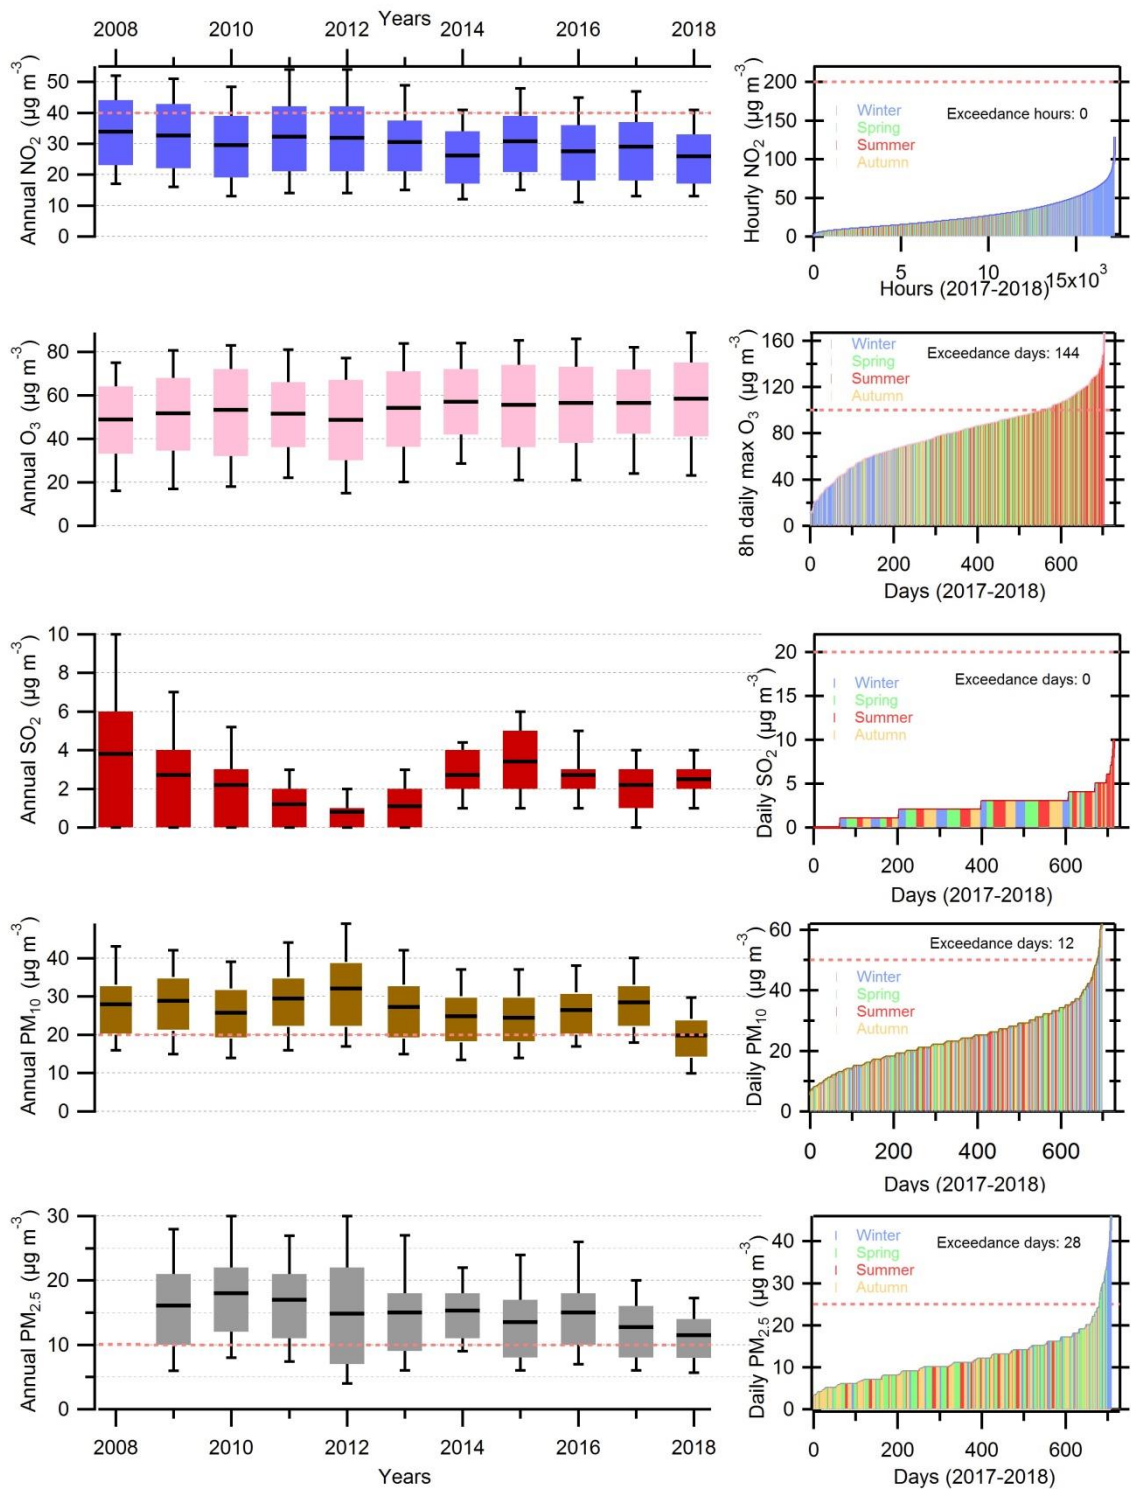 Years
2008 2010 2012 2014 2016 2018
Annual NO2 (µg m-3)
50
40
30
20
10
0
Hourly NO2 (µg m-3)
200
150
100
50
0
Winter
Spring
Summer
Autumn
Exceedance hours: 0
0 5 10 15x10^3
Hours (2017-2018)
Annual O3 (µg m-3)
80
60
40
20
0
8h daily max O3 (µg m-3)
160
120
80
40
0
Winter
Spring
Summer
Autumn
Exceedance days: 144
0 200 400 600
Days (2017-2018)
Annual SO2 (µg m-3)
10
8
6
4
2
0
Daily SO2 (µg m-3)
20
15
10
5
0
Winter
Spring
Summer
Autumn
Exceedance days: 0
0 200 400 600
Days (2017-2018)
Annual PM10 (µg m-3)
40
30
20
10
0
Daily PM10 (µg m-3)
60
40
20
0
Exceedance days: 12
Winter
Spring
Summer
Autumn
0 200 400 600
Days (2017-2018)
Annual PM2.5 (µg m-3)
30
20
10
0
2008 2010 2012 2014 2016 2018
Years
Daily PM2.5 (µg m-3)
40
30
20
10
0
Winter
Spring
Summer
Autumn
Exceedance days: 28
0 200 400 600
Days (2017-2018)